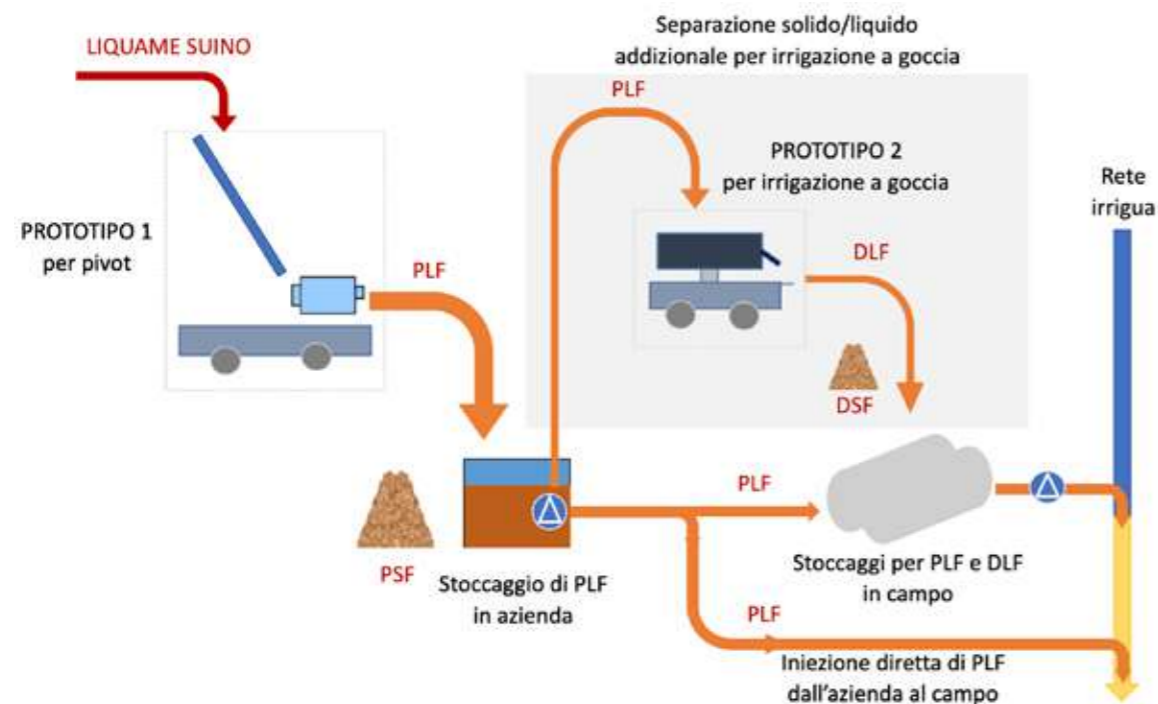 LIQUAME SUINO
Separazione solido/liquido
addizionale per irrigazione a goccia
PLF
PROTOTIPO 1
per pivot
PLF
PROTOTIPO 2
per irrigazione a goccia
DLF
DSF
Rete
irrigua
PSF
Stoccaggio di PLF
in azienda
PLF
Stoccaggi per PLF e DLF
in campo
PLF
Iniezione diretta di PLF
dall'azienda al campo